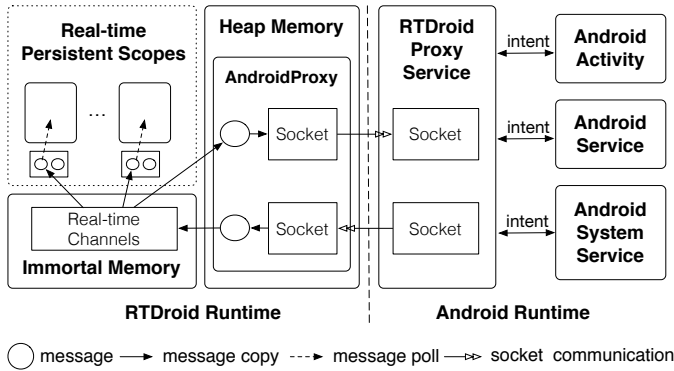 Real-time
Persistent Scopes
...
Real-time
Channels
Immortal Memory
Heap Memory
AndroidProxy
Socket
Socket
RTDroid Runtime
RTDroid
Proxy
Service
Socket
Socket
intent
Android
Activity
intent
Android
Service
intent
Android
System
Service
Android Runtime
message message copy message poll socket communication